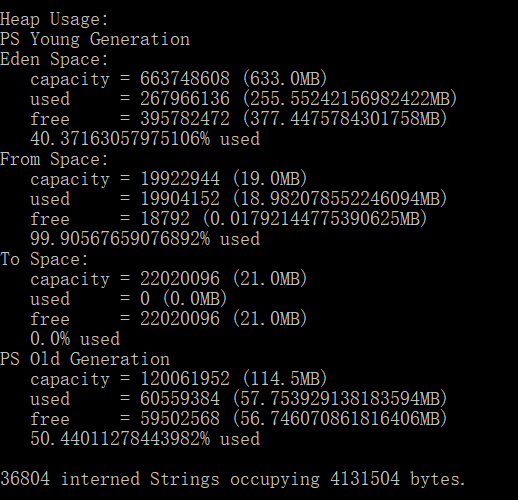 Heap Usage:
PS Young Generation
Eden Space:
   capacity = 663748608 (633.0MB)
   used     = 267966136 (255.55242156982422MB)
   free     = 395782472 (377.4475784301758MB)
   40.37163057975106% used
From Space:
   capacity = 19922944 (19.0MB)
   used     = 19904152 (18.982078552246094MB)
   free     = 18792 (0.01792144775390625MB)
   99.90567659076892% used
To Space:
   capacity = 22020096 (21.0MB)
   used     = 0 (0.0MB)
   free     = 22020096 (21.0MB)
   0.0% used
PS Old Generation
   capacity = 120061952 (114.5MB)
   used     = 60559384 (57.753929138183594MB)
   free     = 59502568 (56.746070861816406MB)
   50.44011278443982% used

36804 interned Strings occupying 4131504 bytes.